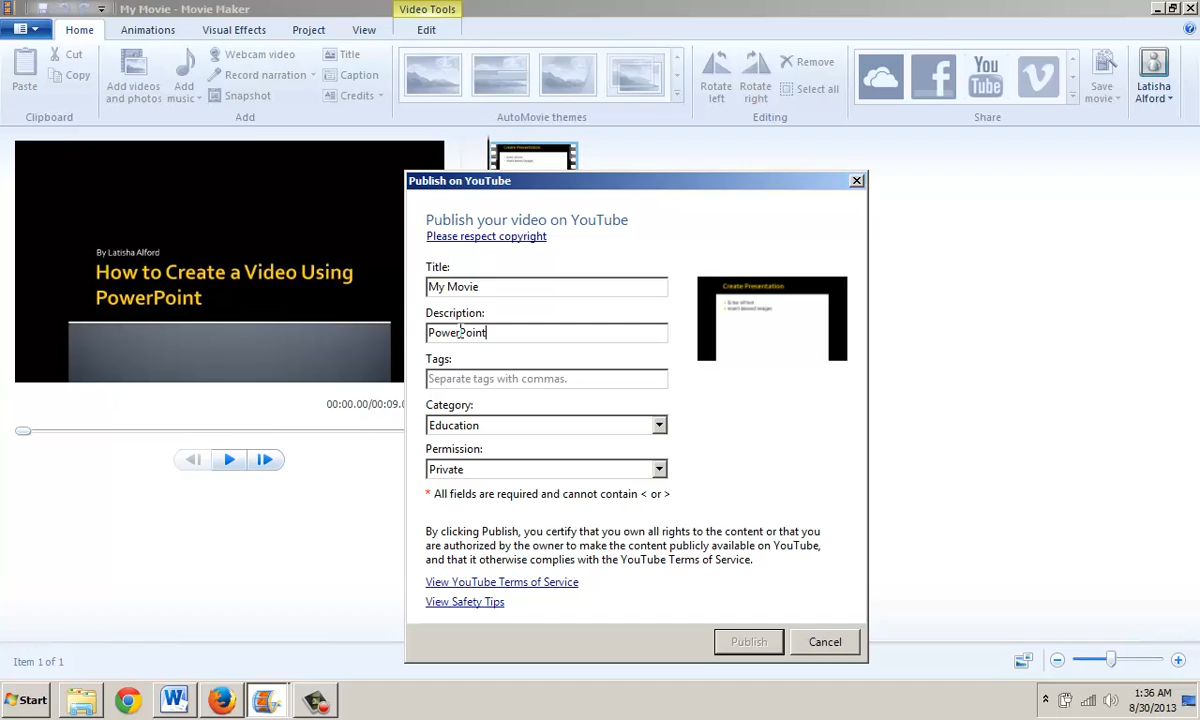 My Movie - Movie Maker
Video Tools
Home
Animations
Visual Effects
Project
View
Edit
Paste
Cut
Copy
Clipboard
Add videos
and photos
Add
music
Webcam video
Record narration
Snapshot
Title
Caption
Credits
Add
AutoMovie themes
Rotate
left
Rotate
right
Remove
Select all
Editing
You
Tube
Share
Save
movie
Latisha
Alford
By Latisha Alford
How to Create a Video Using
PowerPoint
00:00.00/00:09.0
Create Presentation
Publish on YouTube
Publish your video on YouTube
Please respect copyright
Title:
My Movie
Description:
PowerPoint
Tags:
Separate tags with commas.
Category:
Education
Permission:
Private
* All fields are required and cannot contain < or >
By clicking Publish, you certify that you own all rights to the content or that you
are authorized by the owner to make the content publicly available on YouTube,
and that it otherwise complies with the YouTube Terms of Service.
View YouTube Terms of Service
View Safety Tips
Publish
Cancel
Create Presentation
Item 1 of 1
Start
1:36 AM
8/30/2013